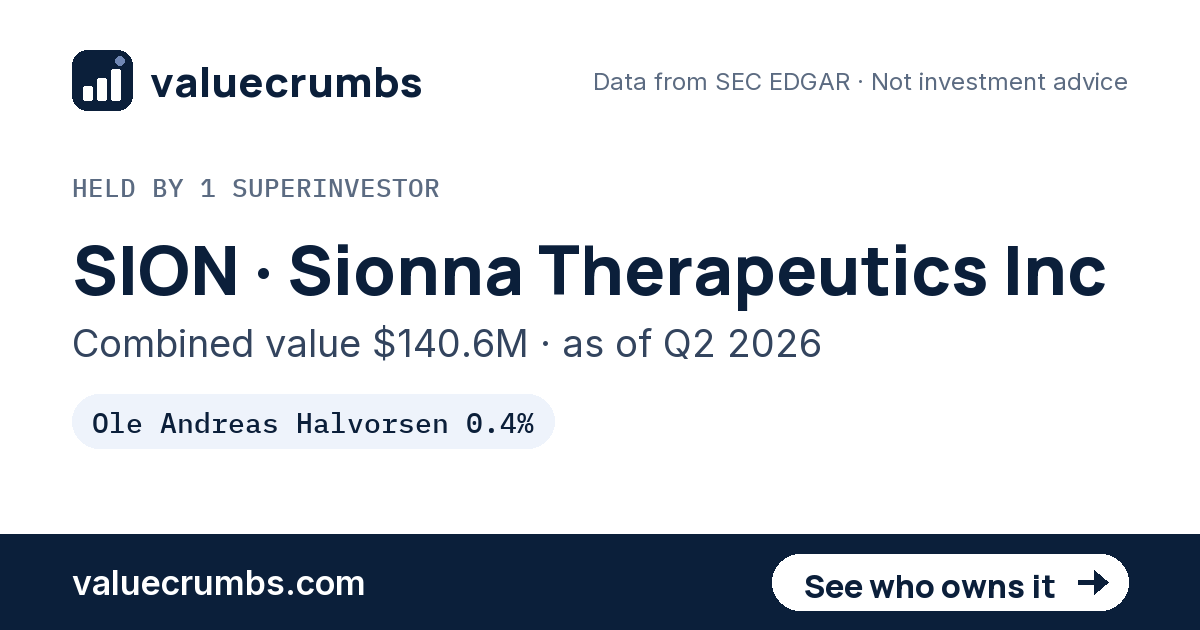 valuecrumbs
Data from SEC EDGAR · Not investment advice
HELD BY 1 SUPERINVESTOR
SION · Sionna Therapeutics Inc
Combined value $140.6M · as of Q2 2026
Ole Andreas Halvorsen 0.4%
valuecrumbs.com
See who owns it →